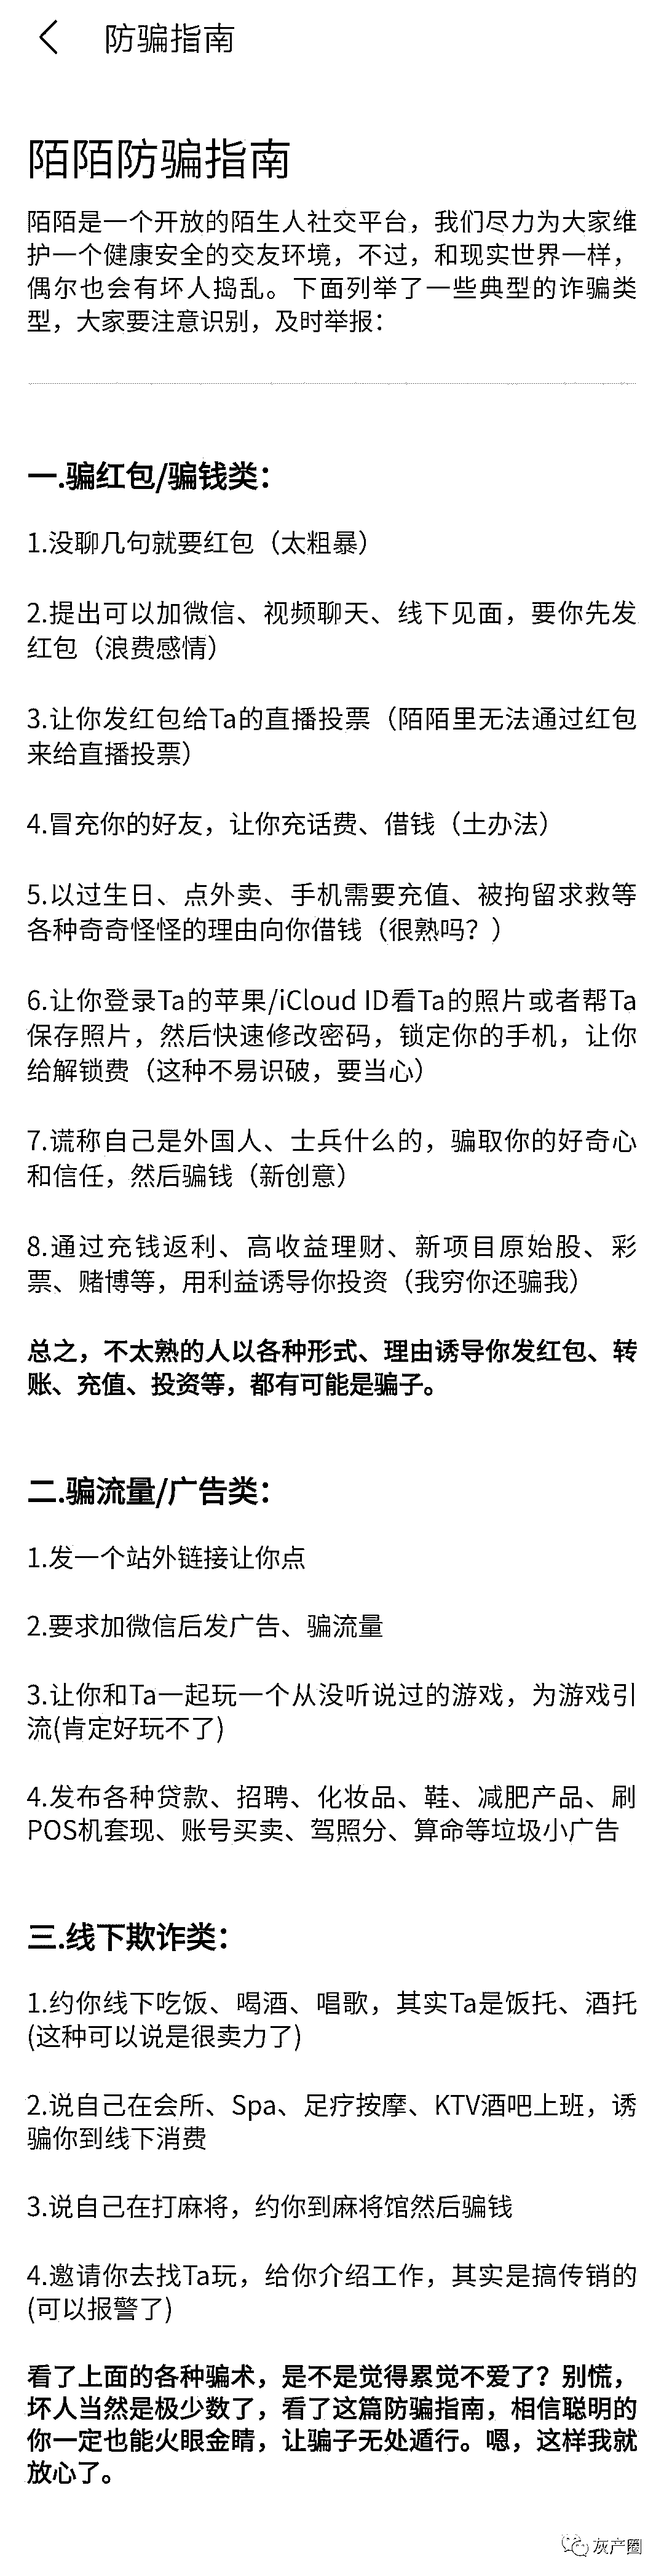 防骗指南
陌陌防骗指南
陌陌是一个开放的陌生人社交平台，我们尽力为大家维
护一个健康安全的交友环境，不过，和现实世界一样，
偶尔也会有坏人捣乱。下面列举了一些典型的诈骗类
型，大家要注意识别，及时举报：
一.骗红包/骗钱类：
1.没聊几句就要红包（太粗暴）
2.提出可以加微信、视频聊天、线下见面，要你先发
红包（浪费感情）
3.让你发红包给Ta的直播投票（陌陌里无法通过红包
来给直播投票）
4.冒充你的好友，让你充话费、借钱（土办法）
5.以过生日、点外卖、手机需要充值、被拘留求救等
各种奇奇怪怪的理由向你借钱（很熟吗？）
6.让你登录Ta的苹果/iCloud ID看Ta的照片或者帮Ta
保存照片，然后快速修改密码，锁定你的手机，让你
给解锁费（这种不易识破，要当心）
7.谎称自己是外国人、士兵什么的，骗取你的好奇心
和信任，然后骗钱（新创意）
8.通过充钱返利、高收益理财、新项目原始股、彩
票、赌博等，用利益诱导你投资（我穷你还骗我）
总之，不太熟的人以各种形式、理由诱导你发红包、转
账、充值、投资等，都有可能是骗子。
二.骗流量/广告类：
1.发一个站外链接让你点
2.要求加微信后发广告、骗流量
3.让你和Ta一起玩一个从没听说过的游戏，为游戏引
流(肯定好玩不了)
4.发布各种贷款、招聘、化妆品、鞋、减肥产品、刷
POS机套现、账号买卖、驾照分、算命等垃圾小广告
三.线下欺诈类：
1.约你线下吃饭、喝酒、唱歌，其实Ta是饭托、酒托
(这种可以说是很卖力了)
2.说自己在会所、Spa、足疗按摩、KTV酒吧上班，诱
骗你到线下消费
3.说自己在打麻将，约你到麻将馆然后骗钱
4.邀请你去找Ta玩，给你介绍工作，其实是搞传销的
(可以报警了)
看了上面的各种骗术，是不是觉得累觉不爱了？别慌，
坏人当然是极少数了，看了这篇防骗指南，相信聪明的
你一定也能火眼金睛，让骗子无处遁行。嗯，这样我就
放心了。
灰产圈